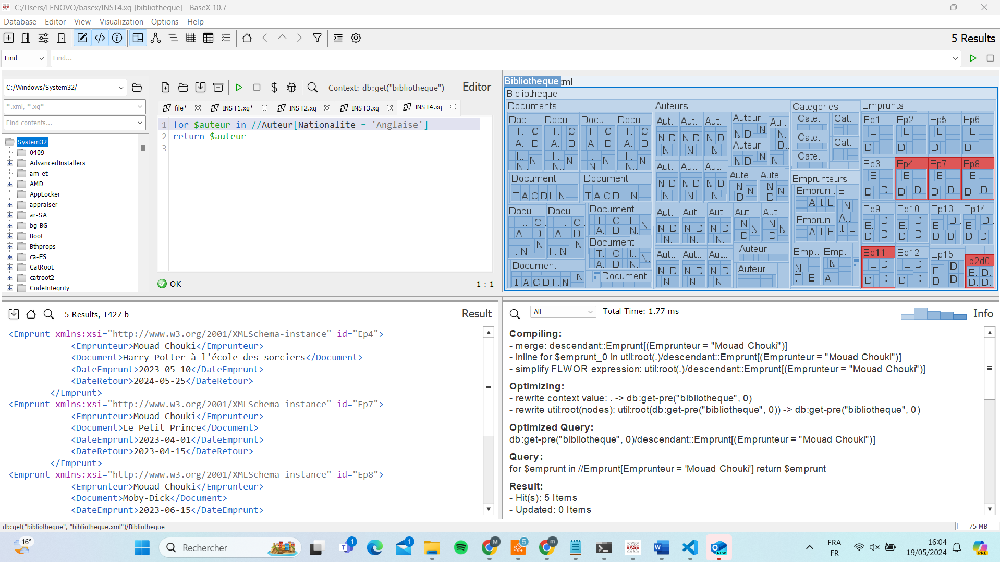 C:/Users/LENOVO/basex/INST4.xq [bibliotheque] - BaseX 10.7
Database Editor View Visualization Options Help
5 Results
Find
Find...
C:/Windows/System32/
*.xml, *.xq*
Find contents...
System32
0409
AdvancedInstallers
am-et
AMD
AppLocker
appraiser
ar-SA
bg-BG
Boot
Bthprops
ca-ES
CatRoot
catroot2
CodeIntegrity
Context: db:get("bibliotheque")
Editor
file* INST1.xq* INST2.xq INST3.xq INST4.xq
1 for $auteur in //Auteur[Nationalite = 'Anglaise']
2 return $auteur
3
OK
1 : 1
Bibliotheque xml
Bibliotheque
Documents Auteurs Categories Emprunts
Docu.. Docu.. Docu..
Aut.. Aut.. Aut.. Auteur Au..
Cate.. Cat..
Ep1 Ep2 Ep5 Ep6
Auteur
Cate.. Cat..
Cate..
Document Document
Aut.. Aut.. Aut.. Aute.. Aute..
Emprunteurs
Ep3 Ep4 Ep7 Ep8
Emprun.. E..
Emprun..
Docu.. Docu.. Document
Aut.. Aut.. Aut.. Aut.. Aut..
Ep9 Ep10 Ep13 Ep14
Document
Auteur
Aut.. Aut.. Aut..
Emp.. Emp..
Ep11 Ep12 Ep15 id2d0
Document Document
Auteur
5 Results, 1427 b
Result
<Emprunt xmlns:xsi="http://www.w3.org/2001/XMLSchema-instance" id="Ep4">
<Emprunteur>Mouad Chouki</Emprunteur>
<Document>Harry Potter à l'école des sorciers</Document>
<DateEmprunt>2023-05-10</DateEmprunt>
<DateRetour>2024-05-25</DateRetour>
</Emprunt>
<Emprunt xmlns:xsi="http://www.w3.org/2001/XMLSchema-instance" id="Ep7">
<Emprunteur>Mouad Chouki</Emprunteur>
<Document>Le Petit Prince</Document>
<DateEmprunt>2023-04-01</DateEmprunt>
<DateRetour>2023-04-15</DateRetour>
</Emprunt>
<Emprunt xmlns:xsi="http://www.w3.org/2001/XMLSchema-instance" id="Ep8">
<Emprunteur>Mouad Chouki</Emprunteur>
<Document>Moby-Dick</Document>
<DateEmprunt>2023-06-15</DateEmprunt>
All
Total Time: 1.77 ms
Info
Compiling:
- merge: descendant::Emprunt[(Emprunteur = "Mouad Chouki")]
- inline for $emprunt_0 in util:root(.)/descendant::Emprunt[(Emprunteur = "Mouad Chouki")]
- simplify FLWOR expression: util:root(.)/descendant::Emprunt[(Emprunteur = "Mouad Chouki")]
Optimizing:
- rewrite context value: . -> db:get-pre("bibliotheque", 0)
- rewrite util:root(nodes): util:root(db:get-pre("bibliotheque", 0)) -> db:get-pre("bibliotheque", 0)
Optimized Query:
db:get-pre("bibliotheque", 0)/descendant::Emprunt[(Emprunteur = "Mouad Chouki")]
Query:
for $emprunt in //Emprunt[Emprunteur = 'Mouad Chouki'] return $emprunt
Result:
- Hit(s): 5 Items
- Updated: 0 Items
db:get("bibliotheque", "bibliotheque.xml")/Bibliotheque
75 MB
16°
Rechercher
FRA
FR
16:04
19/05/2024